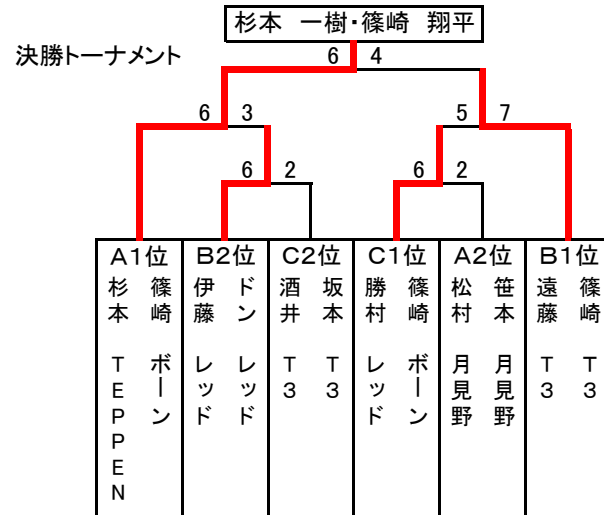 杉本 一樹・篠崎 翔平
決勝トーナメント
6 4
6 3
5 7
6 2
6 2
A1位
杉本 TEPPEN
篠崎 ボーン
B2位
伊藤 レッド
ドン レッド
C2位
酒井 T3
坂本 T3
C1位
勝村 レッド
篠崎 ボーン
A2位
松村 月見野
笹本 月見野
B1位
遠藤 T3
篠崎 T3